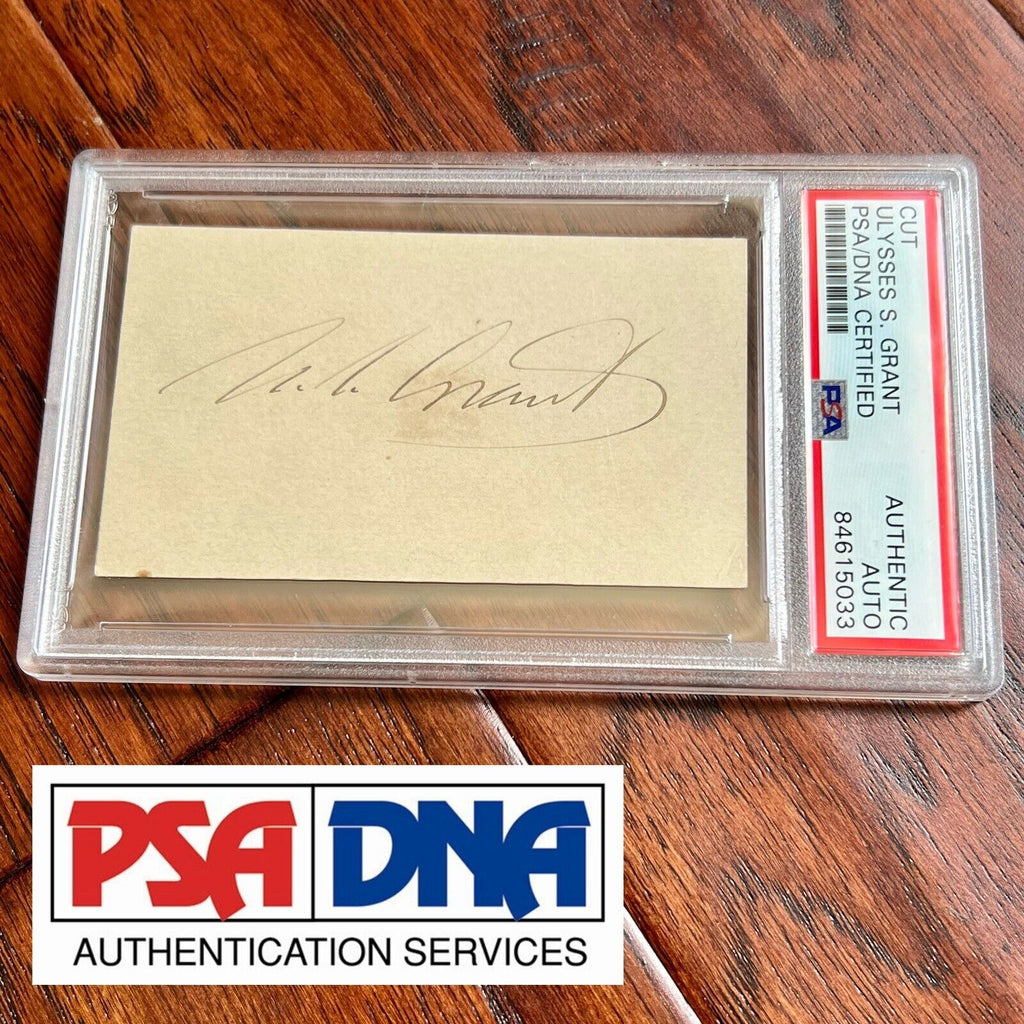 U. S. Grant
CUT
ULYSSES S. GRANT
PSA/DNA CERTIFIED
PSA
AUTHENTIC
AUTO
84615033
PSA DNA
AUTHENTICATION SERVICES